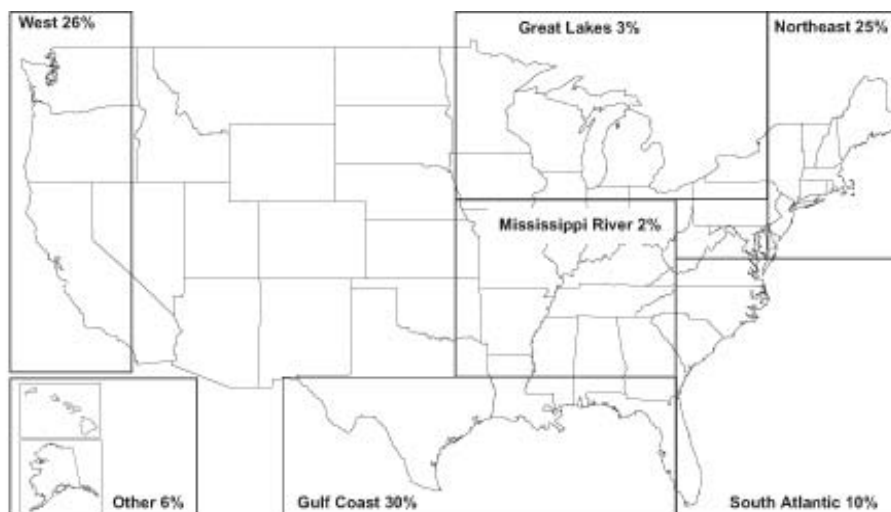 West 26%
Great Lakes 3%
Northeast 25%
Mississippi River 2%
Other 6%
Gulf Coast 30%
South Atlantic 10%